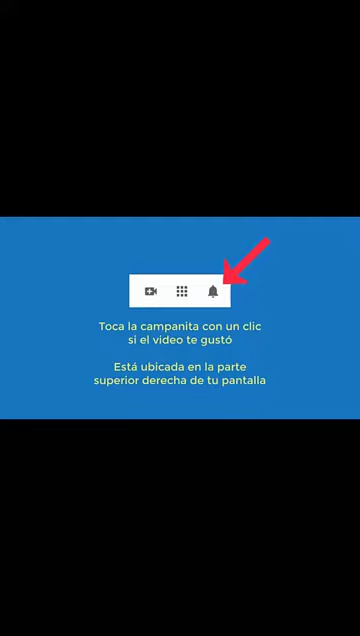 Toca la campanita con un clic
si el video te gustó
Está ubicada en la parte
superior derecha de tu pantalla